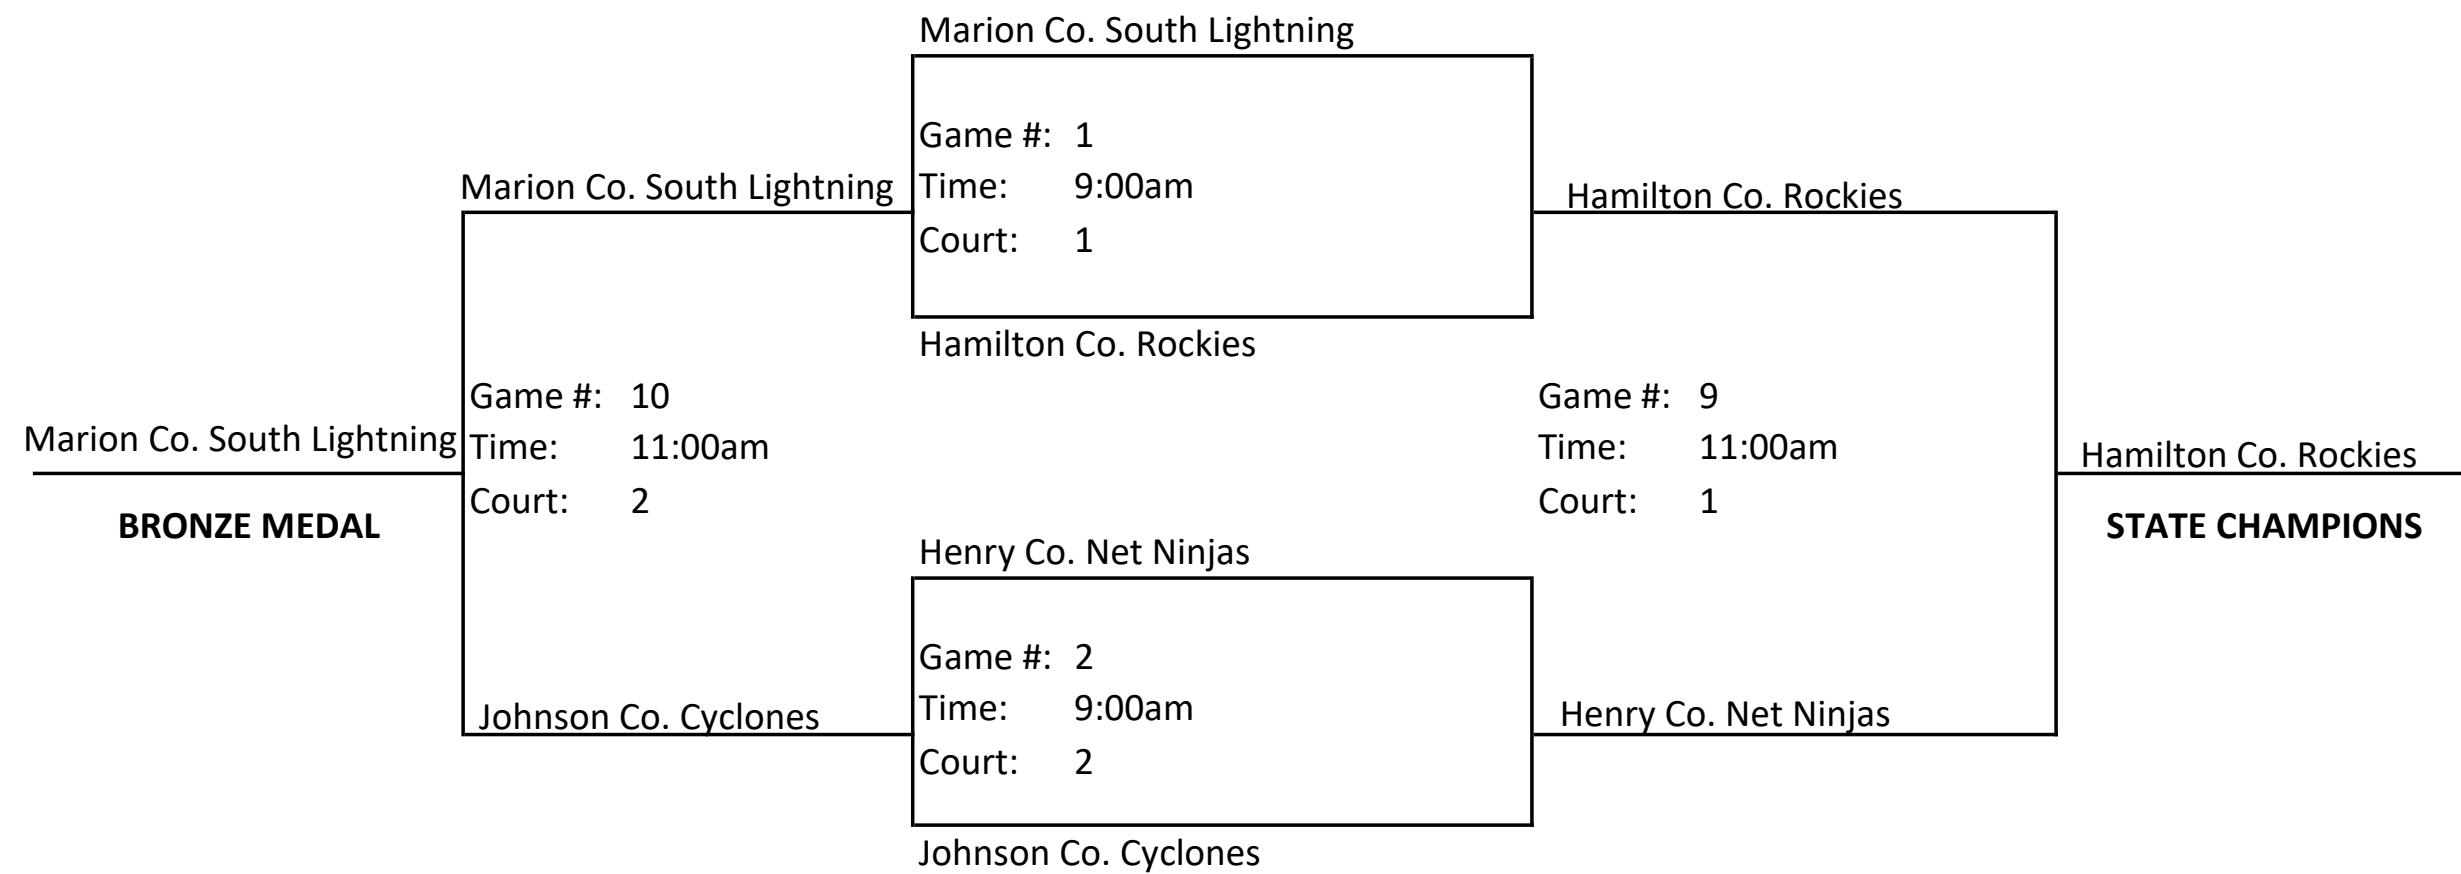 Marion Co. South Lightning
Game #: 1
Marion Co. South Lightning
Time: 9:00am
Hamilton Co. Rockies
Court: 1
Hamilton Co. Rockies
Game #: 10
Game #: 9
Marion Co. South Lightning
Time: 11:00am
Time: 11:00am
Hamilton Co. Rockies
Court: 2
Court: 1
BRONZE MEDAL
STATE CHAMPIONS
Henry Co. Net Ninjas
Game #: 2
Johnson Co. Cyclones
Time: 9:00am
Henry Co. Net Ninjas
Court: 2
Johnson Co. Cyclones